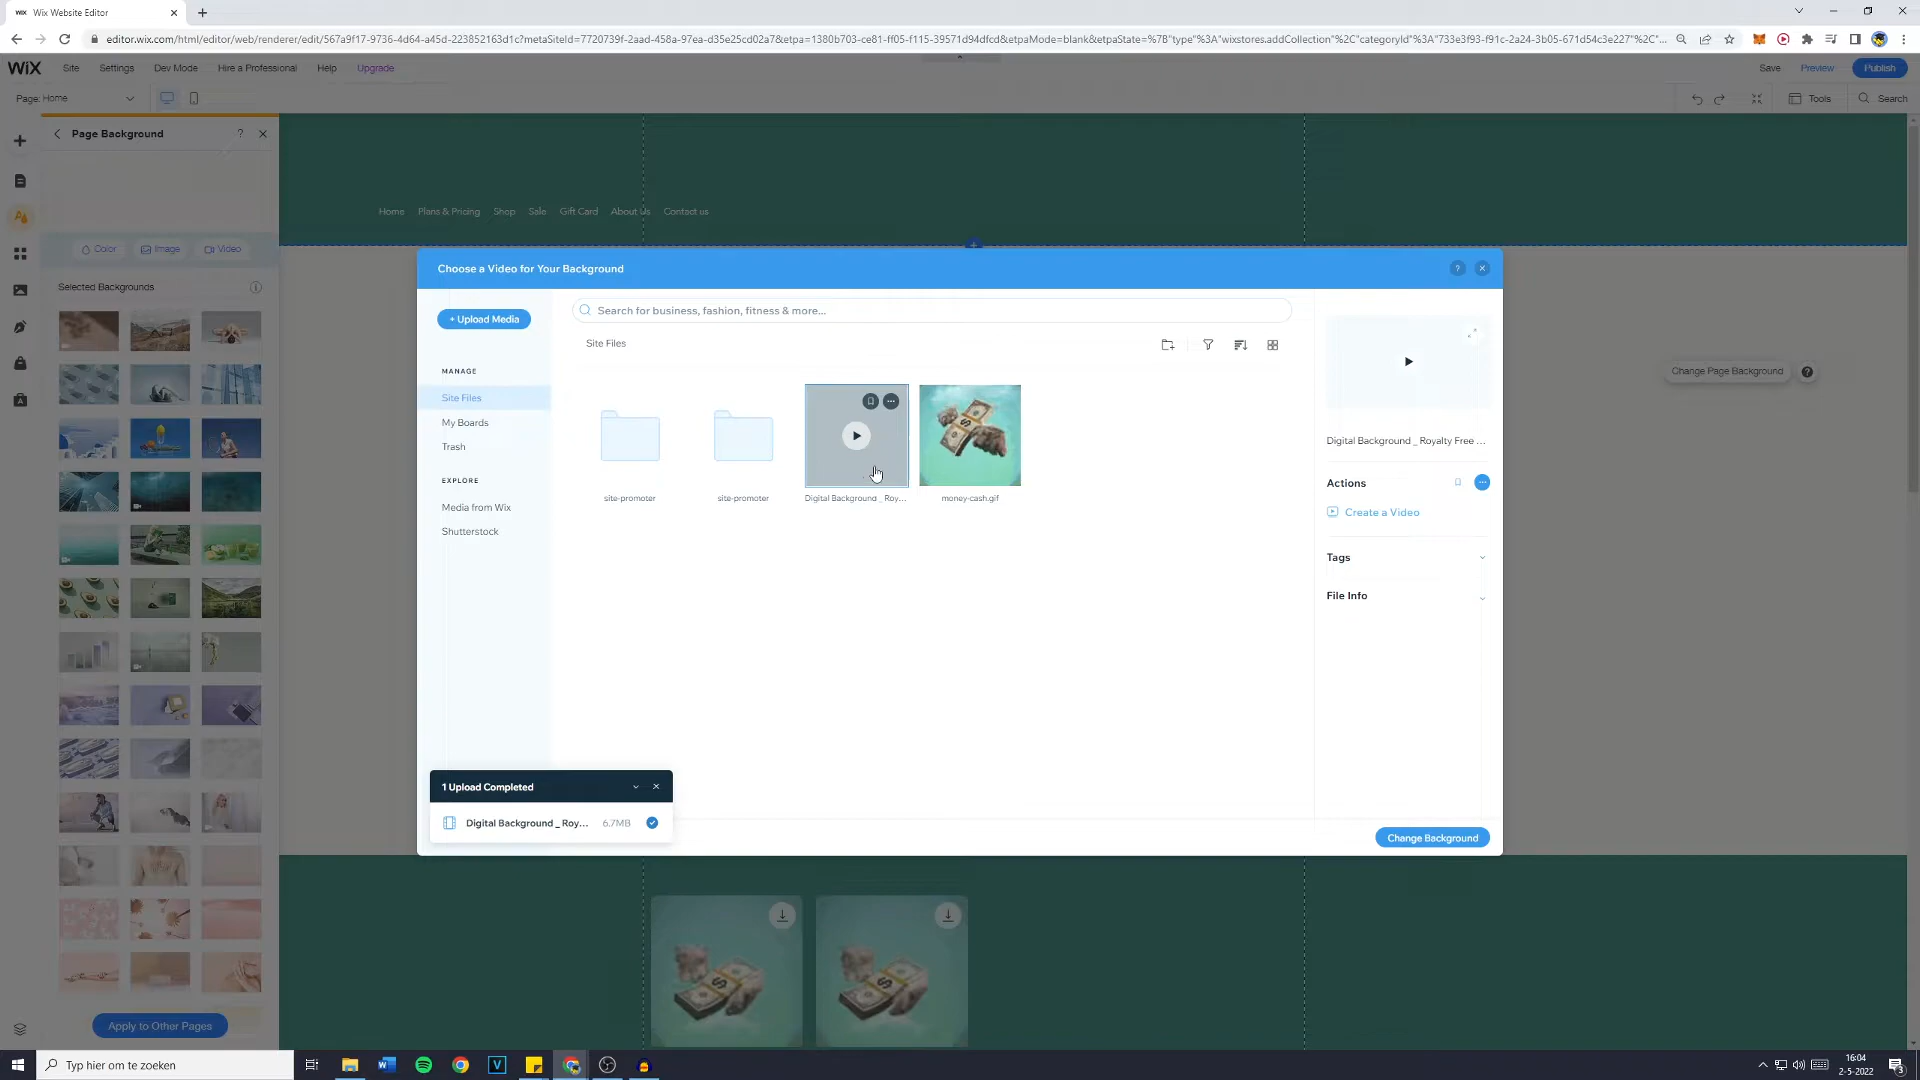 WiX Wix Website Editor
editor.wix.com/html/editor/web/renderer/edit/567a9f17-9736-4d64-a45d-223852163d1c?metaSiteId=7720739f-2aad-458a-97ea-d35e25cd02a7&etpa=1380b703-ce81-ff05-f115-39571d94dfcd&etpaMode=blank&etpaState=%7B"type"%3A"wixstores.addCollection"%2C"categoryId"%3A"733e3f93-f91c-2a24-3b05-671d54c3e227"%2C"...
WiX Site Settings Dev Mode Hire a Professional Help Upgrade Save Preview Publish
Page: Home Tools Search
Page Background ?
Home Plans & Pricing Shop Sale Gift Card About Us Contact us
Color Image Video
Selected Backgrounds
Choose a Video for Your Background ?
+ Upload Media
Search for business, fashion, fitness & more...
Site Files
MANAGE
Site Files
My Boards
Trash
EXPLORE
Media from Wix
Shutterstock
site-promoter site-promoter Digital Background _ Roy... money-cash.gif
Digital Background _ Royalty Free ...
Actions
Create a Video
Tags
File Info
Change Page Background ?
1 Upload Completed
Digital Background _ Roy... 6.7MB
Change Background
Apply to Other Pages
Typ hier om te zoeken
16:04
2-5-2022
3